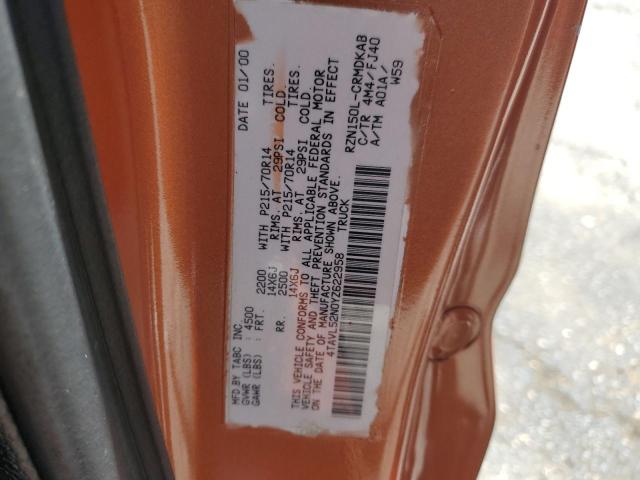 MFD.BY TABC INC. DATE 01/00
GVWR (LBS) : 4500
GAWR (LBS) : FRT. 2200 WITH P215/70R14 TIRES.
14X6J RIMS. AT 29PSI COLD.
RR. 2500 WITH P215/70R14 TIRES.
14X6J RIMS. AT 29PSI COLD.
THIS VEHICLE CONFORMS TO ALL APPLICABLE FEDERAL MOTOR
VEHICLE SAFETY AND THEFT PREVENTION STANDARDS IN EFFECT
ON THE DATE OF MANUFACTURE SHOWN ABOVE.
4TAVL52N0YZ622958 TRUCK
RZN150L-CRMDKAB
C/TR 4M4/FJ40
A/TM A01A/
W59